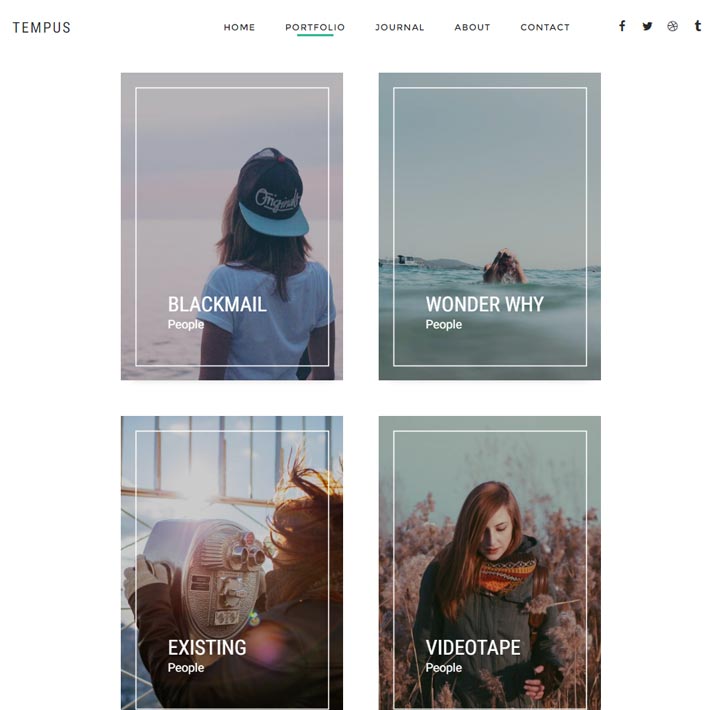 TEMPUS
HOME PORTFOLIO JOURNAL ABOUT CONTACT
Originals
BLACKMAIL
People
WONDER WHY
People
EXISTING
People
VIDEOTAPE
People